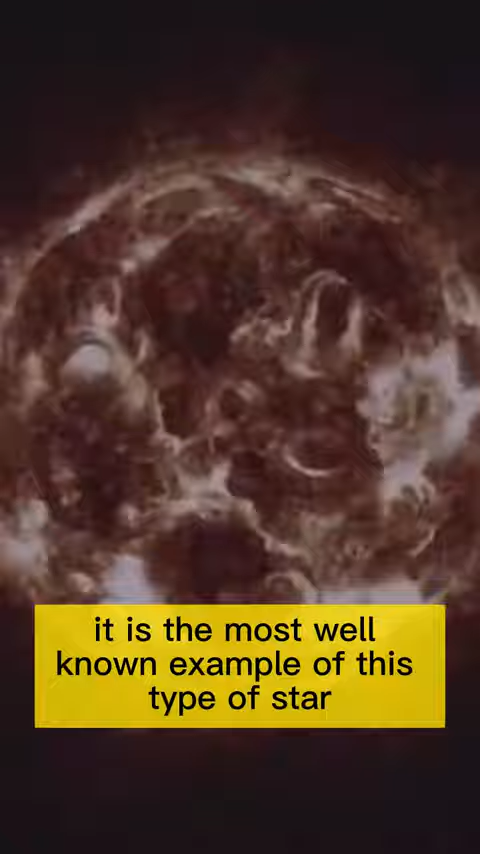 it is the most well
known example of this
type of star